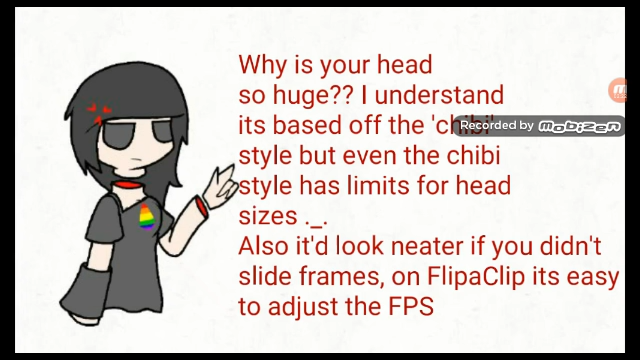 Why is your head
so huge?? I understand
its based off the 'chibi'
Recorded by mobizen
style but even the chibi
style has limits for head
sizes ._.
Also it'd look neater if you didn't
slide frames, on FlipaClip its easy
to adjust the FPS